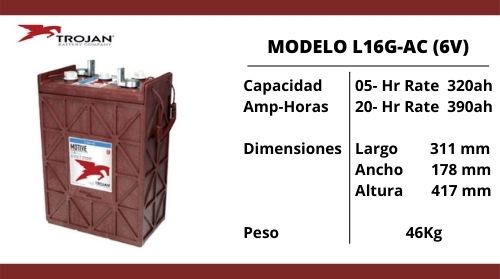 TROJAN
BATTERY COMPANY
MODELO L16G-AC (6V)
Capacidad 05- Hr Rate 320ah
Amp-Horas 20- Hr Rate 390ah
Dimensiones Largo 311 mm
Ancho 178 mm
Altura 417 mm
Peso 46Kg
MOTIVE
TROJAN